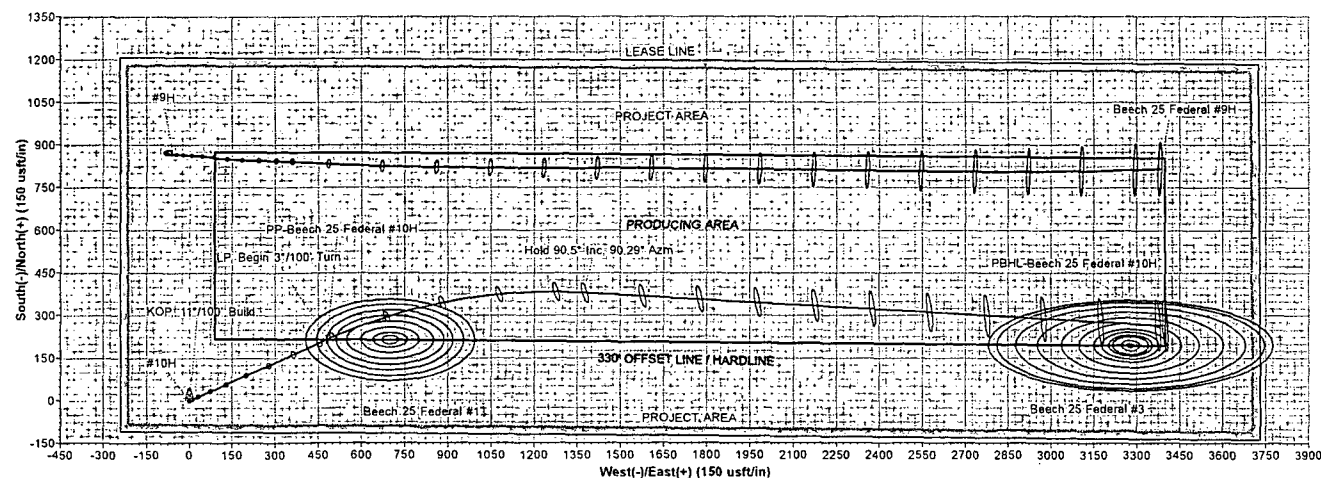 1350
1200
1050
900
750
600
450
300
150
0
-150
South(-)/North(+) (150 usft/in)
LEASE LINE
#9H
PROJECT AREA
Beech 25 Federal #9H
PRODUCING AREA
PP-Beech 25 Federal #10H
LP, Begin 3°/100' Turn
Hold 90.5° Inc, 90.29° Azm
PBHL-Beech 25 Federal #10H
KOP! 11°/100' Build
330' OFFSET LINE / HARDLINE
#10H
Beech 25 Federal
Beech 25 Federal #3
PROJECT AREA
-450 -300 -150 0 150 300 450 600 750 900 1050 1200 1350 1500 1650 1800 1950 2100 2250 2400 2550 2700 2850 3000 3150 3300 3450 3600 3750 3900
West(-)/East(+) (150 usft/in)